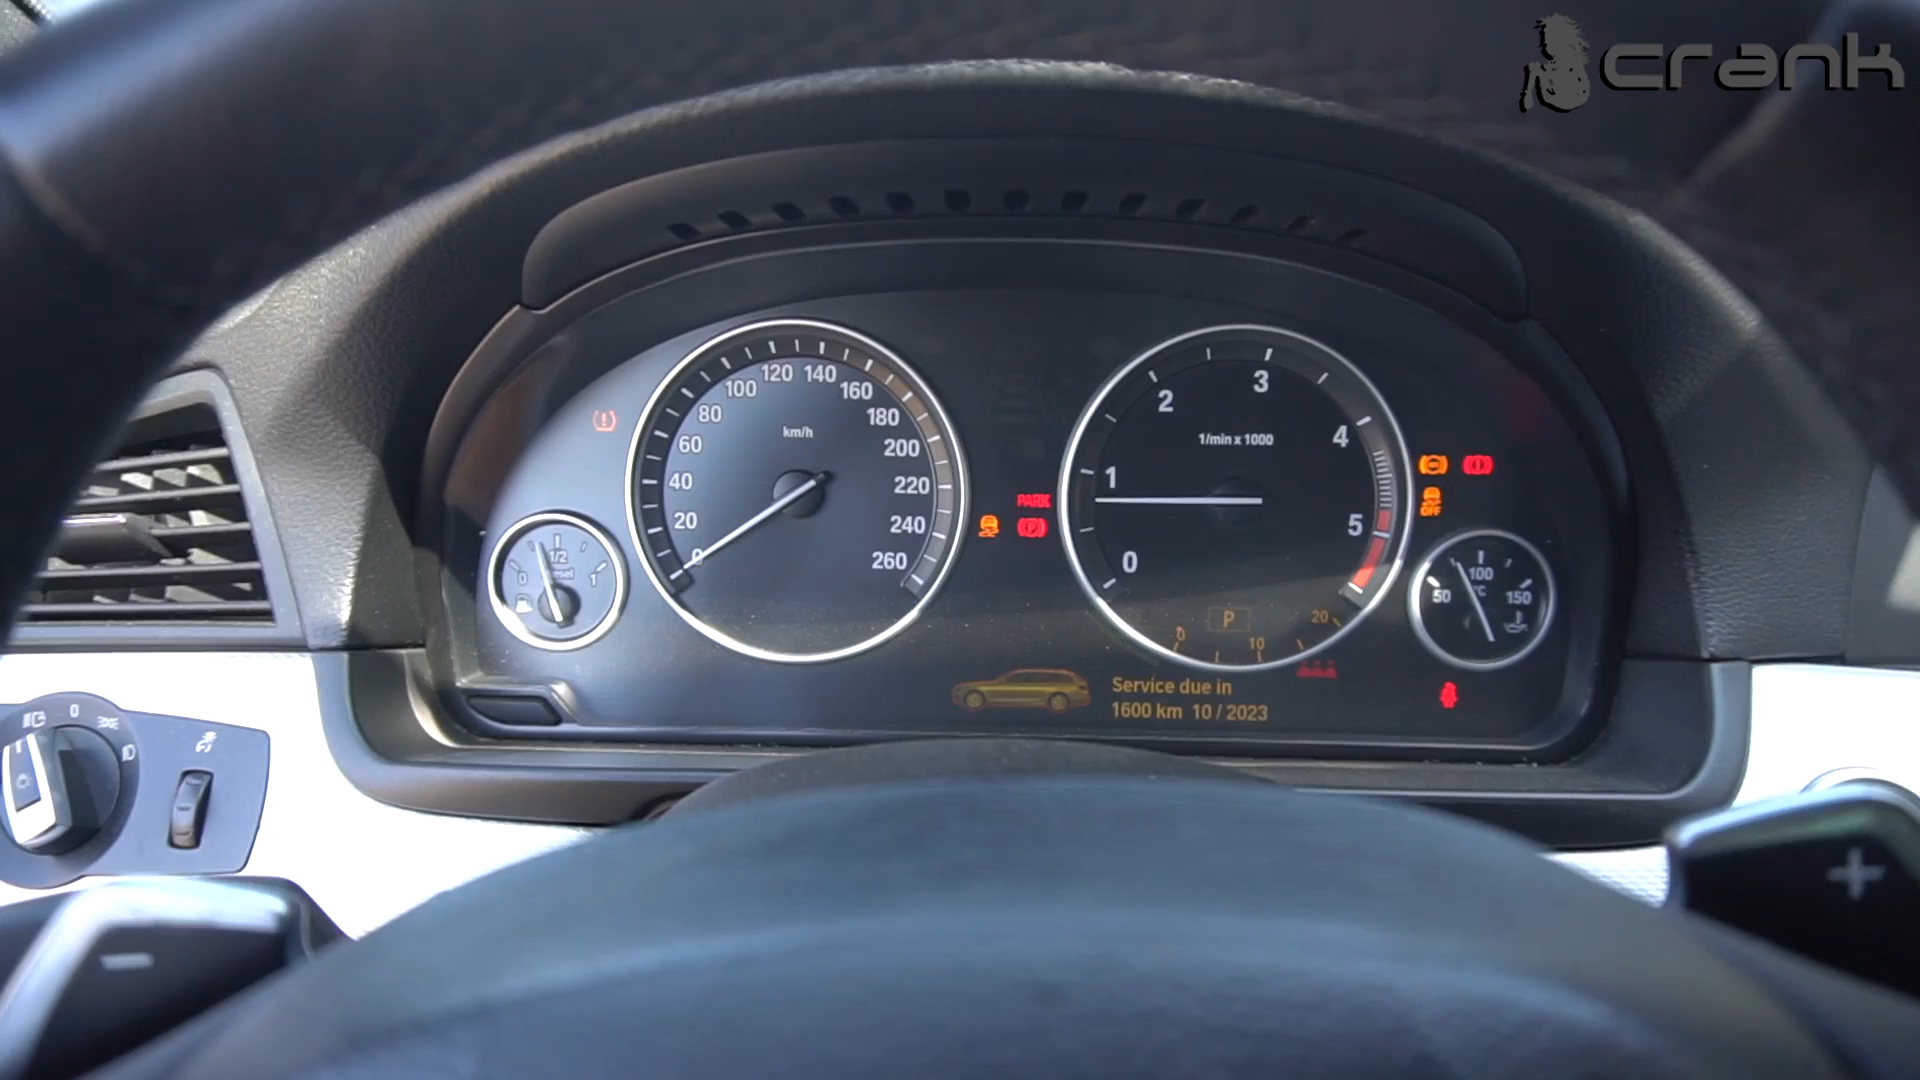 crank
120 140
100 160
80 180
60 200
40 220
20 240
0 260
km/h
3
2
4
1/min x 1000
1
5
0
PARK
P
OFF
1/2
0 1
100
50 °C 150
P
20
0
10
Service due in
1600 km 10 / 2023
0
-
+